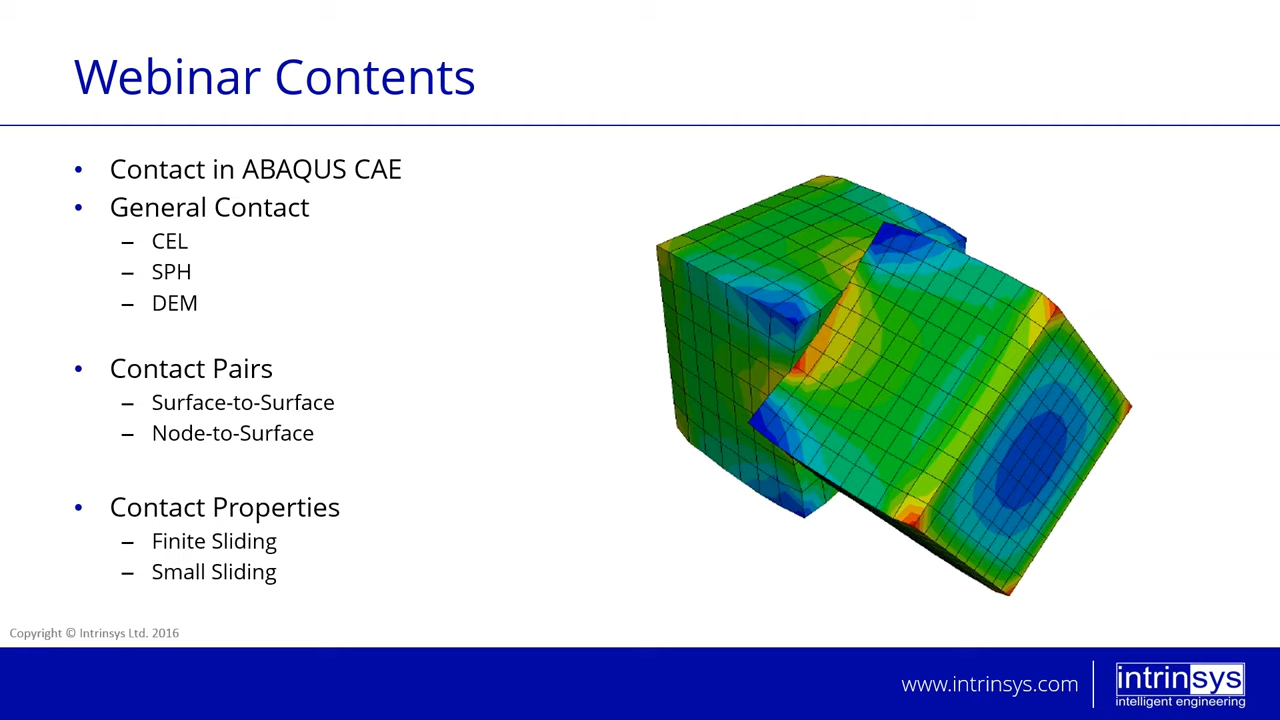 Webinar Contents
• Contact in ABAQUS CAE
• General Contact
– CEL
– SPH
– DEM
• Contact Pairs
– Surface-to-Surface
– Node-to-Surface
• Contact Properties
– Finite Sliding
– Small Sliding
Copyright © Intrinsys Ltd. 2016
www.intrinsys.com
intrinsys
intelligent engineering